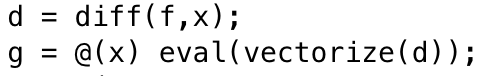 d = diff(f,x);
g = @(x) eval(vectorize(d));